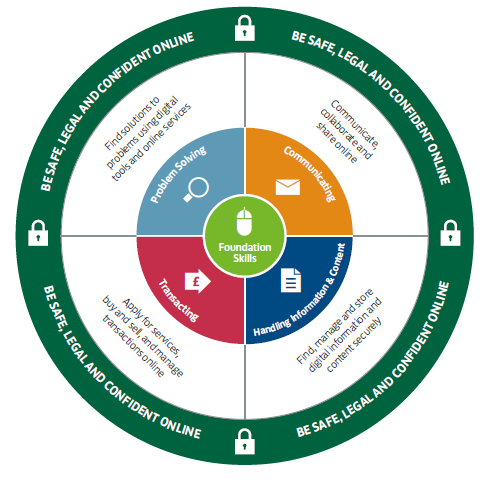 BE SAFE, LEGAL AND CONFIDENT ONLINE
BE SAFE, LEGAL AND CONFIDENT ONLINE
Find solutions to
problems using digital
tools and online services
Communicate,
collaborate and
share online
Problem Solving
Communicating
Foundation
Skills
£
Transacting
Handling Information & Content
Apply for services,
buy and sell, and manage
transactions online
Find, manage and store
digital information and
content securely
BE SAFE, LEGAL AND CONFIDENT ONLINE
BE SAFE, LEGAL AND CONFIDENT ONLINE